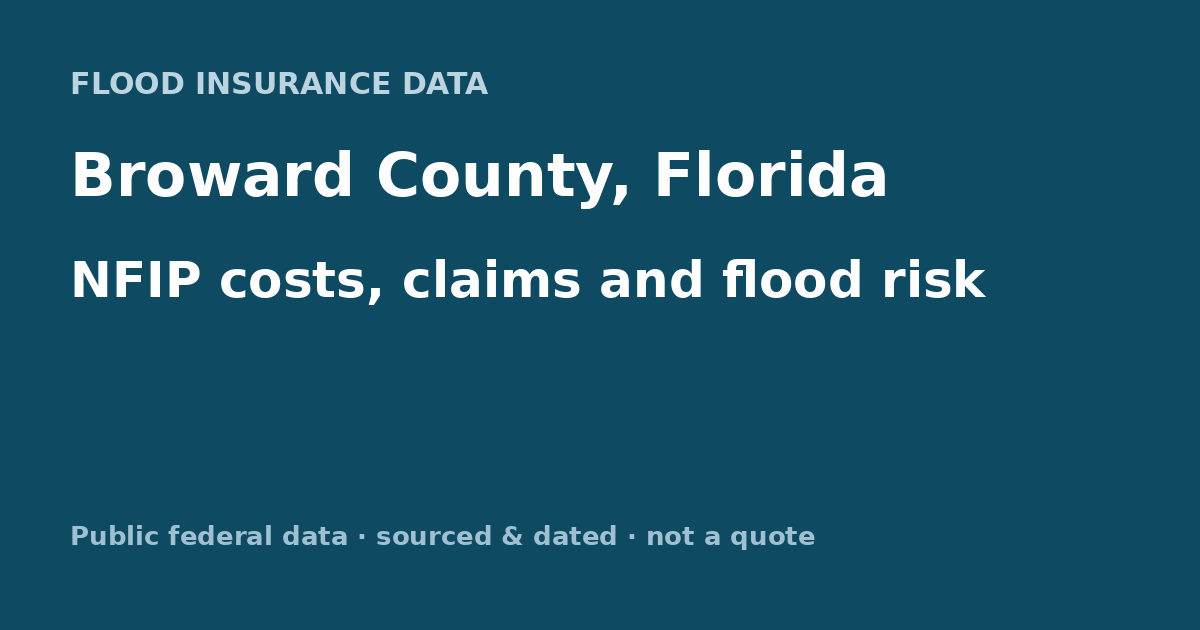 FLOOD INSURANCE DATA
Broward County, Florida
NFIP costs, claims and flood risk
Public federal data · sourced & dated · not a quote